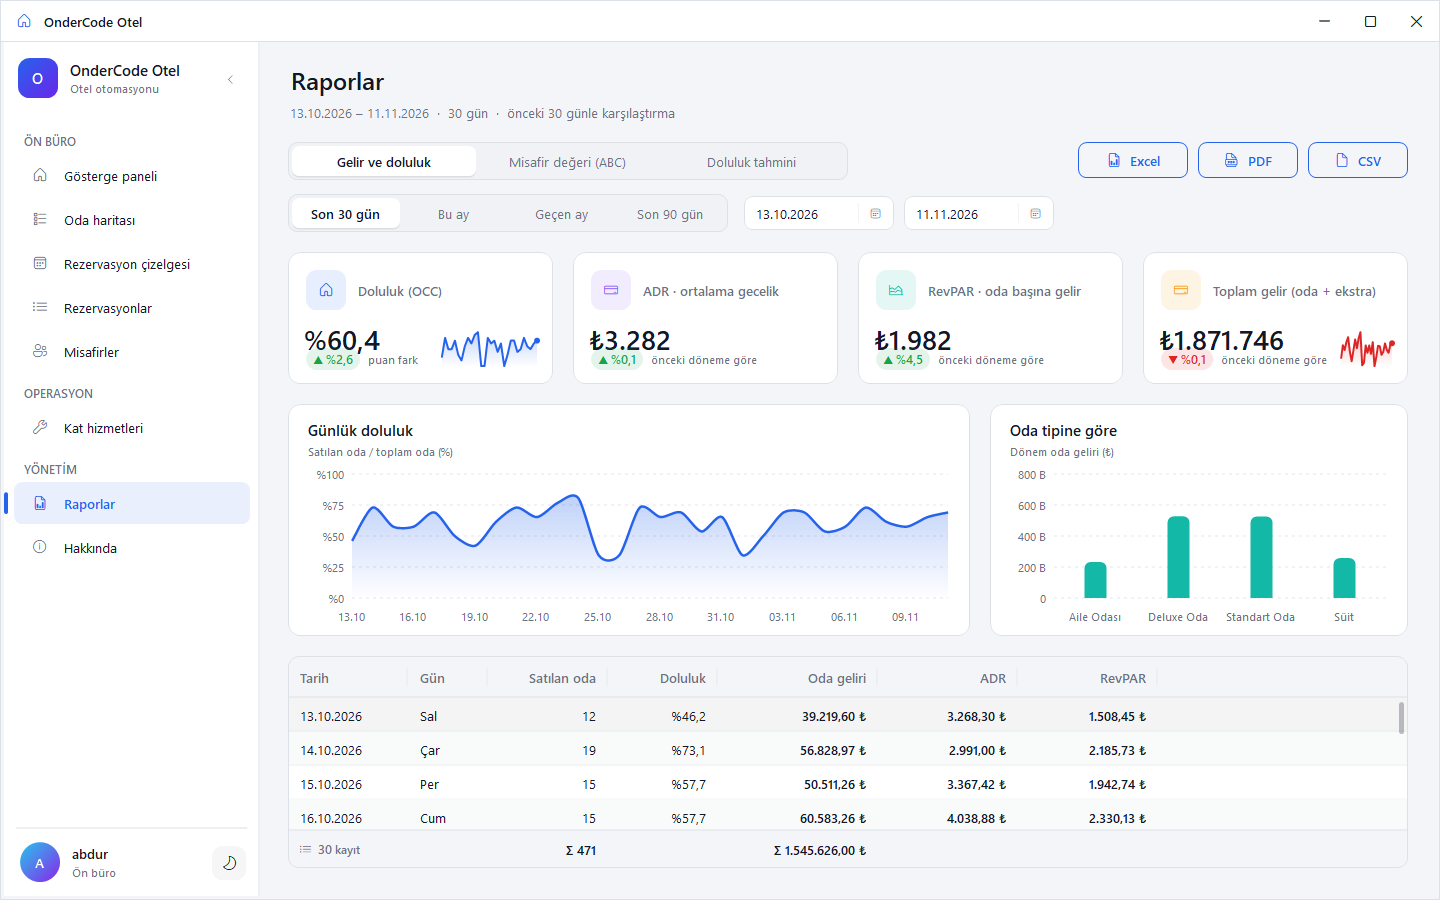 OnderCode Otel
O
OnderCode Otel
Otel otomasyonu
ÖN BÜRO
Gösterge paneli
Oda haritası
Rezervasyon çizelgesi
Rezervasyonlar
Misafirler
OPERASYON
Kat hizmetleri
YÖNETİM
Raporlar
Hakkında
A
abdur
Ön büro
Raporlar
13.10.2026 – 11.11.2026 · 30 gün · önceki 30 günle karşılaştırma
Gelir ve doluluk Misafir değeri (ABC) Doluluk tahmini
Excel PDF CSV
Son 30 gün Bu ay Geçen ay Son 90 gün 13.10.2026 11.11.2026
Doluluk (OCC)
%60,4
▲ %2,6 puan fark
ADR · ortalama gecelik
₺3.282
▲ %0,1 önceki döneme göre
RevPAR · oda başına gelir
₺1.982
▲ %4,5 önceki döneme göre
Toplam gelir (oda + ekstra)
₺1.871.746
▼ %0,1 önceki döneme göre
Günlük doluluk
Satılan oda / toplam oda (%)
%100
%75
%50
%25
%0
13.10 16.10 19.10 22.10 25.10 28.10 31.10 03.11 06.11 09.11
Oda tipine göre
Dönem oda geliri (₺)
800 B
600 B
400 B
200 B
0
Aile Odası Deluxe Oda Standart Oda Süit
Tarih Gün Satılan oda Doluluk Oda geliri ADR RevPAR
13.10.2026 Sal 12 %46,2 39.219,60 ₺ 3.268,30 ₺ 1.508,45 ₺
14.10.2026 Çar 19 %73,1 56.828,97 ₺ 2.991,00 ₺ 2.185,73 ₺
15.10.2026 Per 15 %57,7 50.511,26 ₺ 3.367,42 ₺ 1.942,74 ₺
16.10.2026 Cum 15 %57,7 60.583,26 ₺ 4.038,88 ₺ 2.330,13 ₺
30 kayıt Σ 471 Σ 1.545.626,00 ₺